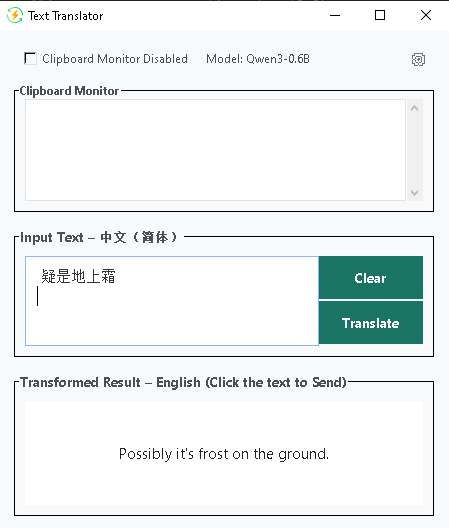 Text Translator
Clipboard Monitor Disabled Model: Qwen3-0.6B
Clipboard Monitor
Input Text – 中文（简体）
疑是地上霜
Clear
Translate
Transformed Result – English (Click the text to Send)
Possibly it's frost on the ground.